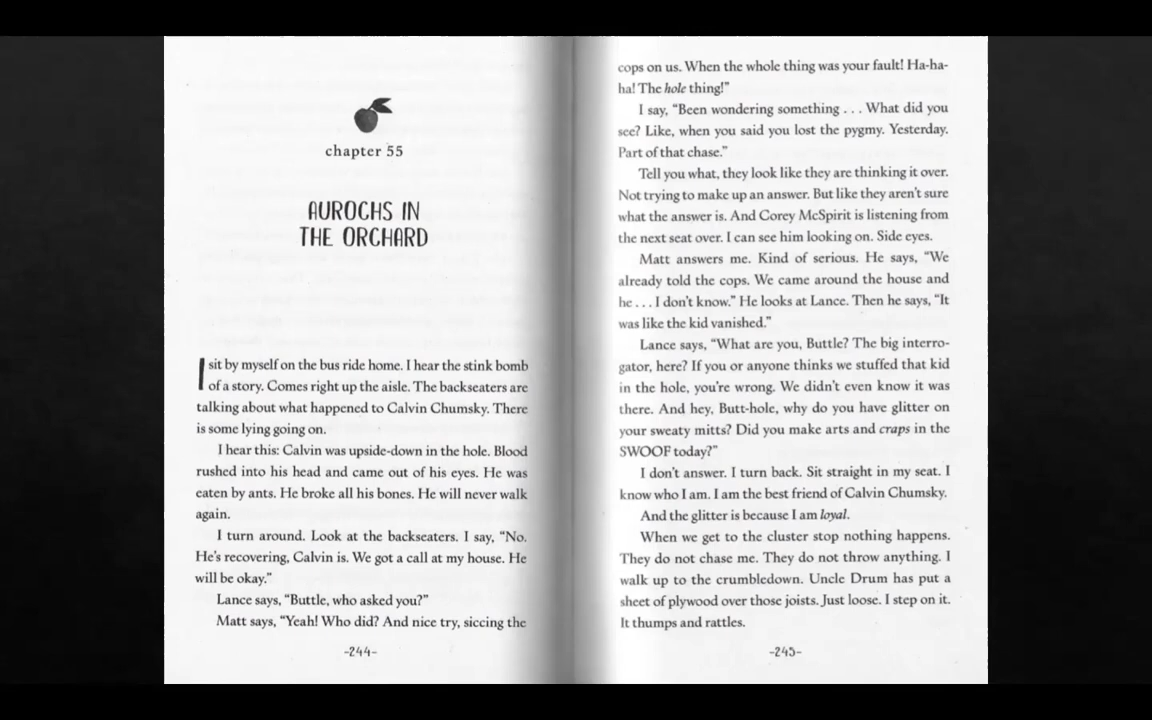 chapter 55
AUROCHS IN
THE ORCHARD
I sit by myself on the bus ride home. I hear the stink bomb
of a story. Comes right up the aisle. The backseaters are
talking about what happened to Calvin Chumsky. There
is some lying going on.
I hear this: Calvin was upside-down in the hole. Blood
rushed into his head and came out of his eyes. He was
eaten by ants. He broke all his bones. He will never walk
again.
I turn around. Look at the backseaters. I say, “No.
He’s recovering, Calvin is. We got a call at my house. He
will be okay.”
Lance says, “Buttle, who asked you?”
Matt says, “Yeah! Who did? And nice try, siccing the
-244-
cops on us. When the whole thing was your fault! Ha-ha-
ha! The hole thing!”
I say, “Been wondering something . . . What did you
see? Like, when you said you lost the pygmy. Yesterday.
Part of that chase.”
Tell you what, they look like they are thinking it over.
Not trying to make up an answer. But like they aren’t sure
what the answer is. And Corey McSpirit is listening from
the next seat over. I can see him looking on. Side eyes.
Matt answers me. Kind of serious. He says, “We
already told the cops. We came around the house and
he . . . I don’t know.” He looks at Lance. Then he says, “It
was like the kid vanished.”
Lance says, “What are you, Buttle? The big interro-
gator, here? If you or anyone thinks we stuffed that kid
in the hole, you’re wrong. We didn’t even know it was
there. And hey, Butt-hole, why do you have glitter on
your sweaty mitts? Did you make arts and craps in the
SWOOF today?”
I don’t answer. I turn back. Sit straight in my seat. I
know who I am. I am the best friend of Calvin Chumsky.
And the glitter is because I am loyal.
When we get to the cluster stop nothing happens.
They do not chase me. They do not throw anything. I
walk up to the crumbledown. Uncle Drum has put a
sheet of plywood over those joists. Just loose. I step on it.
It thumps and rattles.
-245-